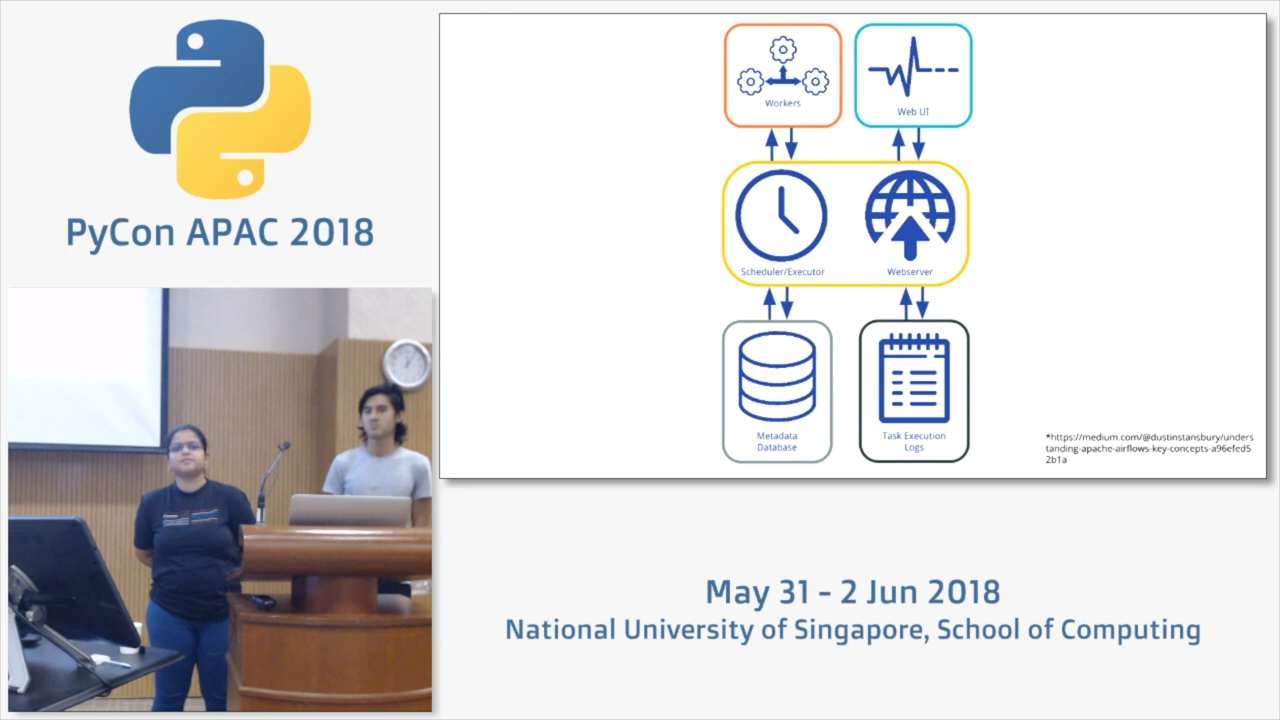 PyCon APAC 2018
Workers
Web UI
Scheduler/Executor
Webserver
Metadata
Database
Task Execution
Logs
*https://medium.com/@dustinstansbury/unders
tanding-apache-airflows-key-concepts-a96efed5
2b1a
May 31 - 2 Jun 2018
National University of Singapore, School of Computing